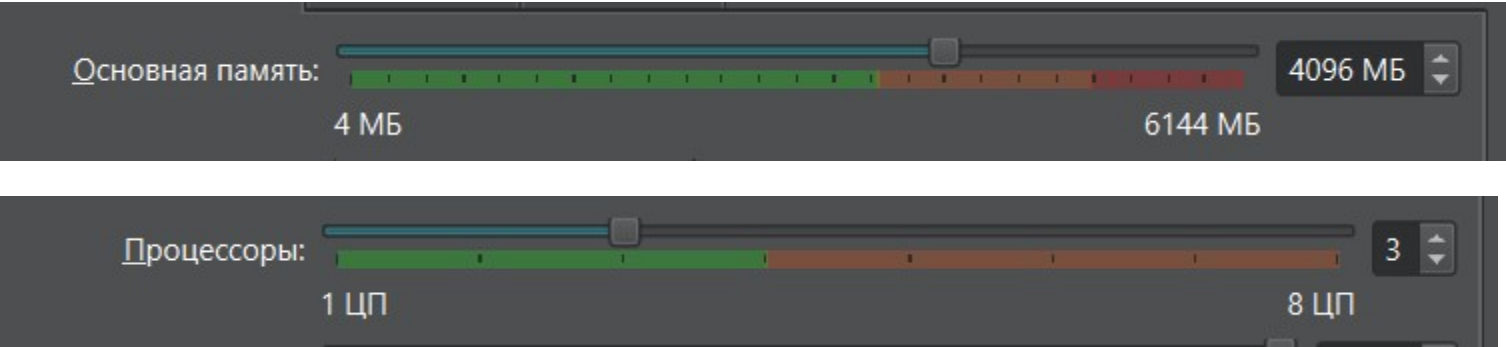 Основная память: 4096 МБ
4 МБ 6144 МБ
Процессоры: 3
1 ЦП 8 ЦП